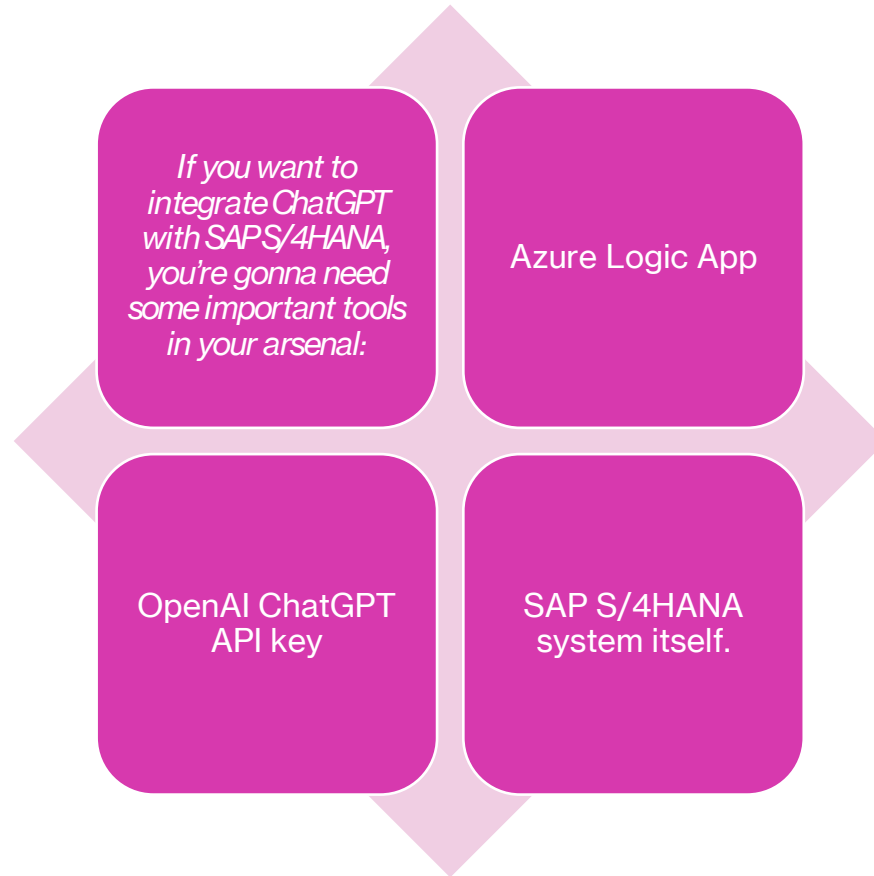 If you want to
integrate ChatGPT
with SAP S/4HANA,
you’re gonna need
some important tools
in your arsenal:
Azure Logic App
OpenAI ChatGPT
API key
SAP S/4HANA
system itself.